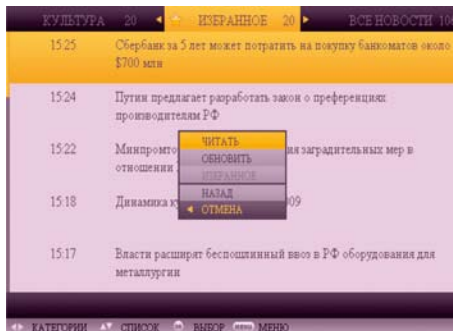 КУЛЬТУРА 20 ИЗБРАННОЕ 20 ВСЕ НОВОСТИ
15:25 Сбербанк за 5 лет может потратить на покупку банкоматов около
$700 млн
15:24 Путин предлагает разработать закон о преференциях
производителям РФ
15:22 Минпромто ия заградительных мер в
отношении
15:18 Динамика к 009
15:17 Власти расширят беспошлинный ввоз в РФ оборудования для
металлургии
ЧИТАТЬ
ОБНОВИТЬ
ИЗБРАННОЕ
НАЗАД
ОТМЕНА
КАТЕГОРИИ СПИСОК OK ВЫБОР MENU МЕНЮ